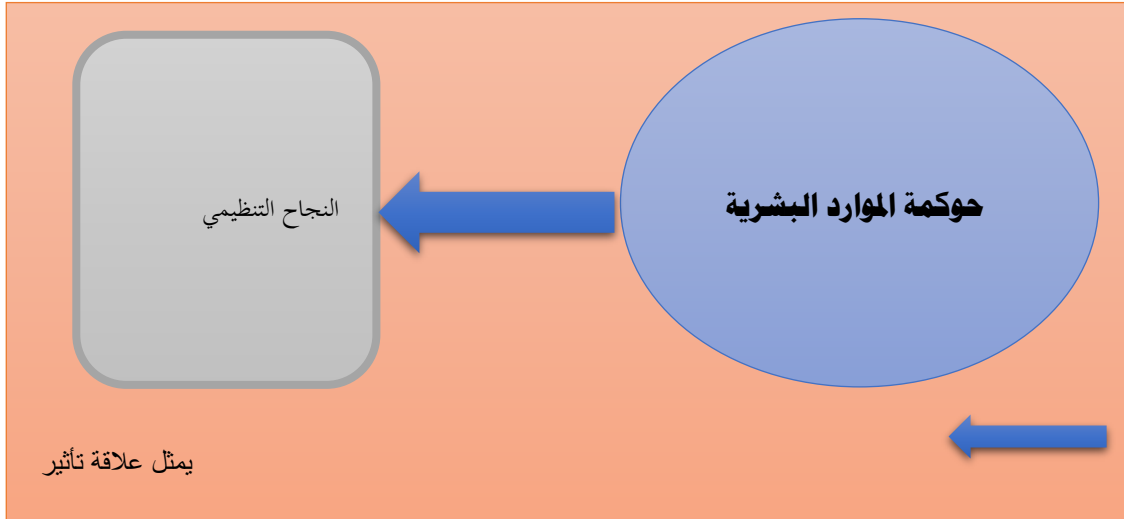 حوكمة الموارد البشرية
النجاح التنظيمي
يمثل علاقة تأثير